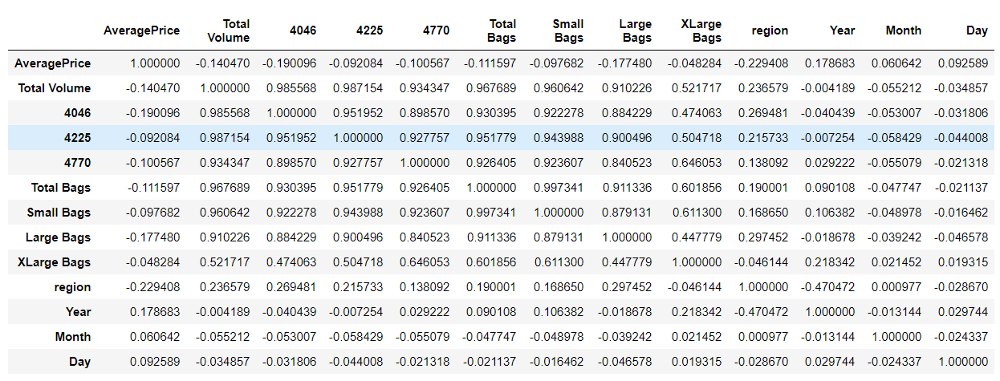 AveragePrice Total Volume 4046 4225 4770 Total Bags Small Bags Large Bags XLarge Bags region Year Month Day
AveragePrice 1.000000 -0.140470 -0.190096 -0.092084 -0.100567 -0.111597 -0.097682 -0.177480 -0.048284 -0.229408 0.178683 0.060642 0.092589
Total Volume -0.140470 1.000000 0.985568 0.987154 0.934347 0.967689 0.960642 0.910226 0.521717 0.236579 -0.004189 -0.055212 -0.034857
4046 -0.190096 0.985568 1.000000 0.951952 0.898570 0.930395 0.922278 0.884229 0.474063 0.269481 -0.040439 -0.053007 -0.031806
4225 -0.092084 0.987154 0.951952 1.000000 0.927757 0.951779 0.943988 0.900496 0.504718 0.215733 -0.007254 -0.058429 -0.044008
4770 -0.100567 0.934347 0.898570 0.927757 1.000000 0.926405 0.923607 0.840523 0.646053 0.138092 0.029222 -0.055079 -0.021318
Total Bags -0.111597 0.967689 0.930395 0.951779 0.926405 1.000000 0.997341 0.911336 0.601856 0.190001 0.090108 -0.047747 -0.021137
Small Bags -0.097682 0.960642 0.922278 0.943988 0.923607 0.997341 1.000000 0.879131 0.611300 0.168650 0.106382 -0.048978 -0.016462
Large Bags -0.177480 0.910226 0.884229 0.900496 0.840523 0.911336 0.879131 1.000000 0.447779 0.297452 -0.018678 -0.039242 -0.046578
XLarge Bags -0.048284 0.521717 0.474063 0.504718 0.646053 0.601856 0.611300 0.447779 1.000000 -0.046144 0.218342 0.021452 0.019315
region -0.229408 0.236579 0.269481 0.215733 0.138092 0.190001 0.168650 0.297452 -0.046144 1.000000 -0.470472 0.000977 -0.028670
Year 0.178683 -0.004189 -0.040439 -0.007254 0.029222 0.090108 0.106382 -0.018678 0.218342 -0.470472 1.000000 -0.013144 0.029744
Month 0.060642 -0.055212 -0.053007 -0.058429 -0.055079 -0.047747 -0.048978 -0.039242 0.021452 0.000977 -0.013144 1.000000 -0.024337
Day 0.092589 -0.034857 -0.031806 -0.044008 -0.021318 -0.021137 -0.016462 -0.046578 0.019315 -0.028670 0.029744 -0.024337 1.000000